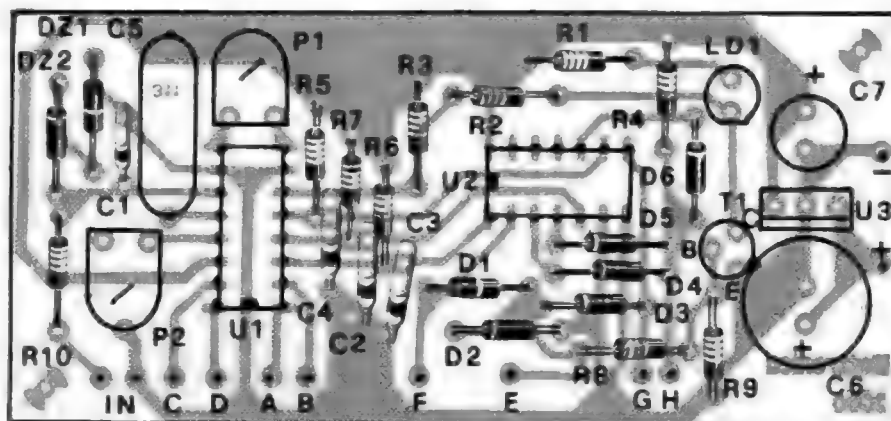 DZ1 C5 P1 R1 LD1 +
DZ2 R5 R3 C7
R7 R2 R4
R6 U2 D6 -
C1 C3 D5 T1 C U3
B +
D1 D4 E
P2 U1 C4 D3
R10 C2 D2 R8 R9 + C6
IN C D A B F E G H